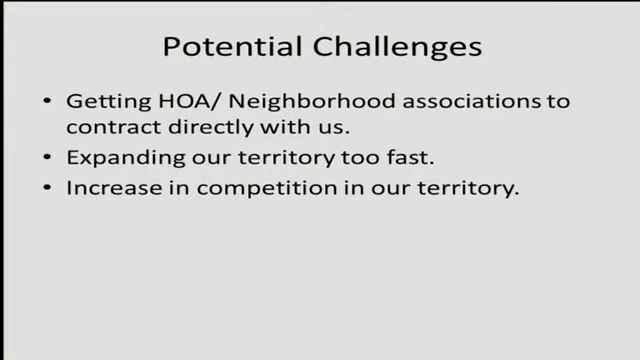 Potential Challenges
• Getting HOA/ Neighborhood associations to
contract directly with us.
• Expanding our territory too fast.
• Increase in competition in our territory.